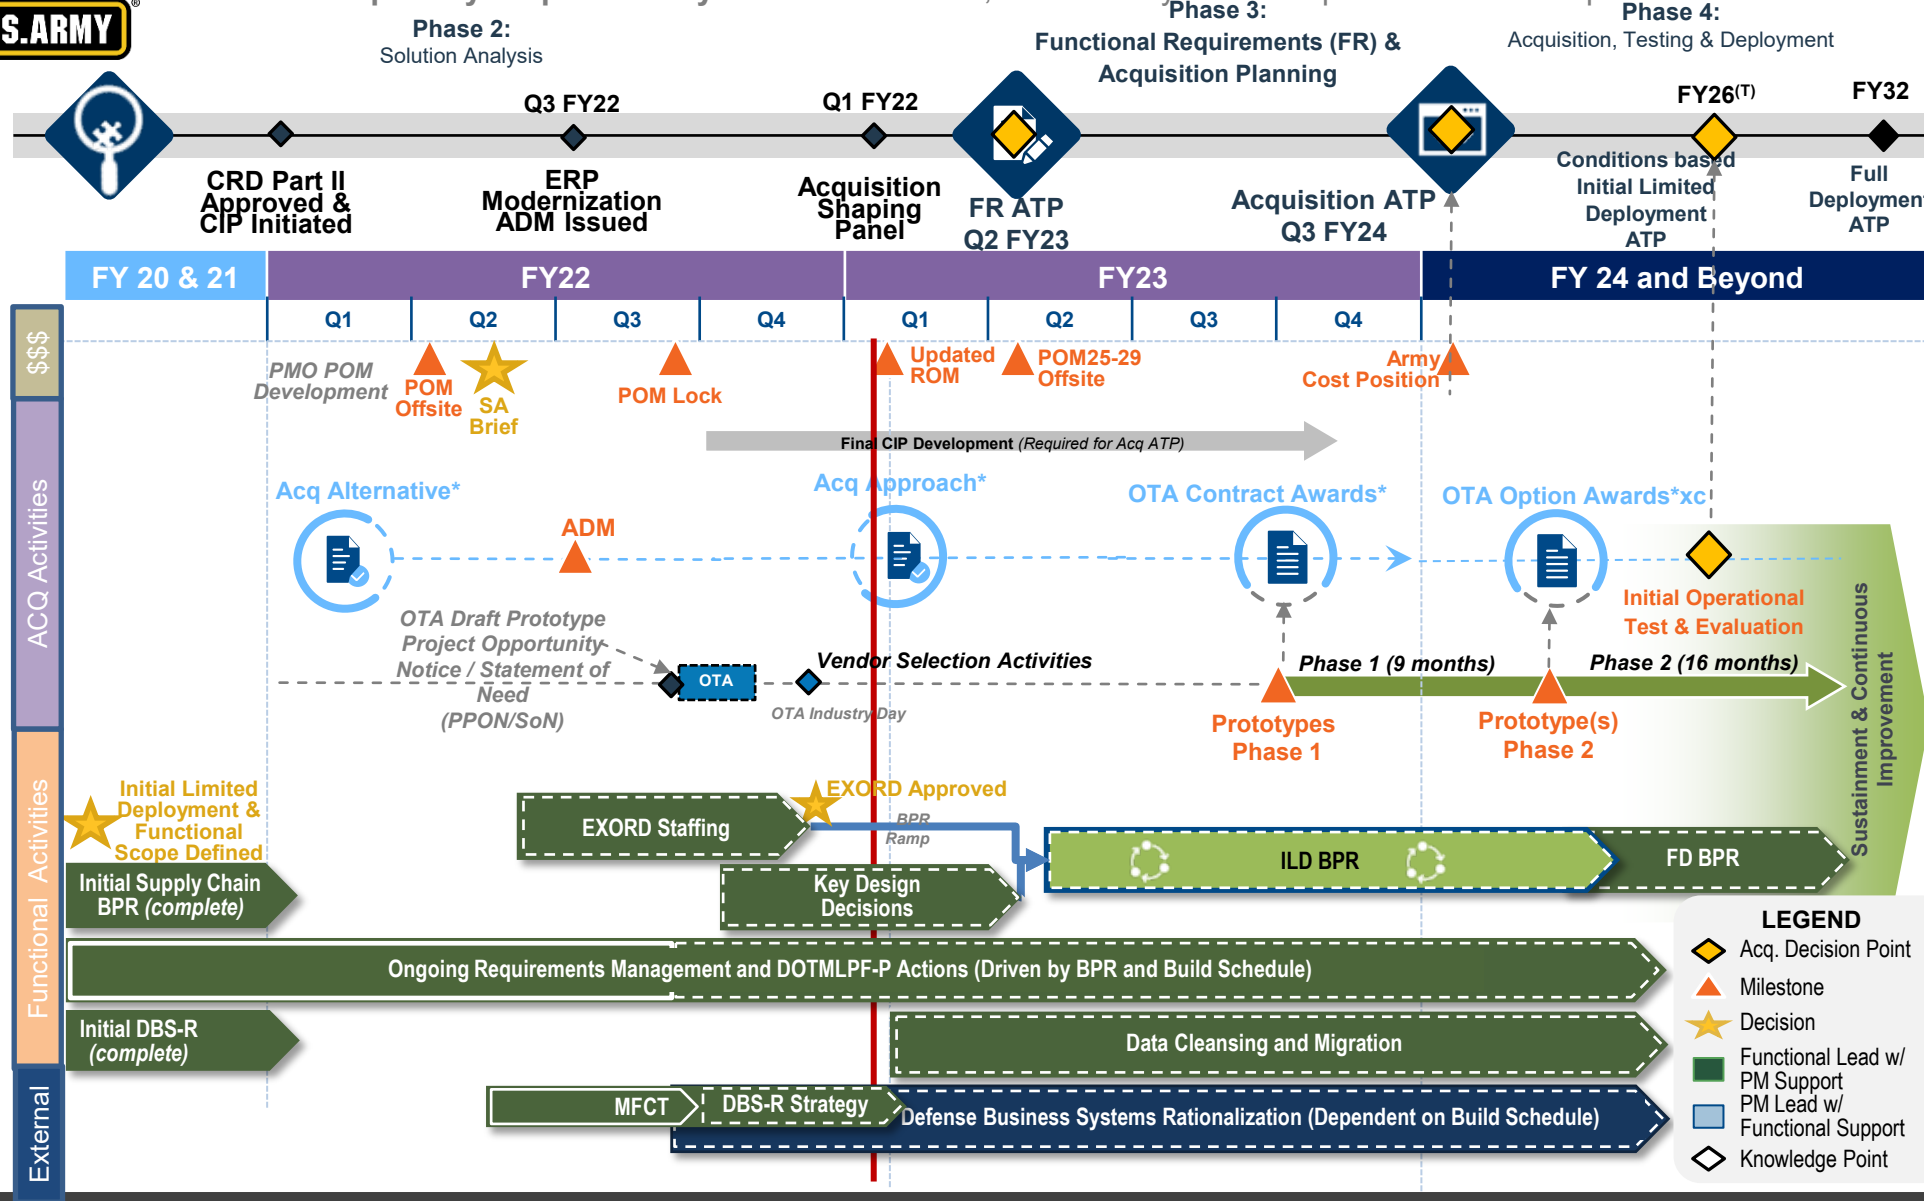 S.ARMY
®
Phase 2:
Solution Analysis
Phase 3:
Functional Requirements (FR) &
Acquisition Planning
Phase 4:
Acquisition, Testing & Deployment
Q3 FY22
Q1 FY22
FY26(T)
FY32
CRD Part II
Approved &
CIP Initiated
ERP
Modernization
ADM Issued
Acquisition
Shaping
Panel
FR ATP
Q2 FY23
Acquisition ATP
Q3 FY24
Conditions based
Initial Limited
Deployment
ATP
Full
Deployment
ATP
FY 20 & 21
FY22
FY23
FY 24 and Beyond
Q1
Q2
Q3
Q4
Q1
Q2
Q3
Q4
$$$
PMO POM
Development
POM
Offsite
SA
Brief
POM Lock
Updated
ROM
POM25-29
Offsite
Army
Cost Position
Final CIP Development (Required for Acq ATP)
ACQ Activities
Acq Alternative*
ADM
Acq Approach*
OTA Contract Awards*
OTA Option Awards*xc
Initial Operational
Test & Evaluation
OTA Draft Prototype
Project Opportunity
Notice / Statement of
Need
(PPON/SoN)
OTA
OTA Industry Day
Vendor Selection Activities
Phase 1 (9 months)
Phase 2 (16 months)
Prototypes
Phase 1
Prototype(s)
Phase 2
Sustainment & Continuous
Improvement
Functional Activities
Initial Limited
Deployment &
Functional
Scope Defined
EXORD Staffing
EXORD Approved
BPR
Ramp
ILD BPR
FD BPR
Initial Supply Chain
BPR (complete)
Key Design
Decisions
Ongoing Requirements Management and DOTMLPF-P Actions (Driven by BPR and Build Schedule)
Initial DBS-R
(complete)
Data Cleansing and Migration
External
MFCT
DBS-R Strategy
Defense Business Systems Rationalization (Dependent on Build Schedule)
LEGEND
Acq. Decision Point
Milestone
Decision
Functional Lead w/
PM Support
PM Lead w/
Functional Support
Knowledge Point